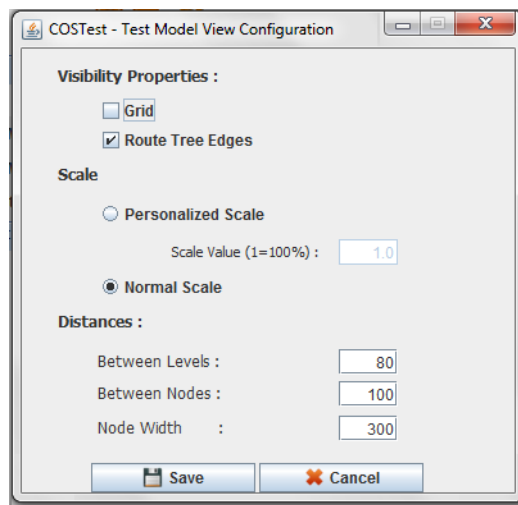 COSTest - Test Model View Configuration
Visibility Properties :
Grid
Route Tree Edges
Scale
Personalized Scale
Scale Value (1=100%) : 1.0
Normal Scale
Distances :
Between Levels : 80
Between Nodes : 100
Node Width : 300
Save Cancel